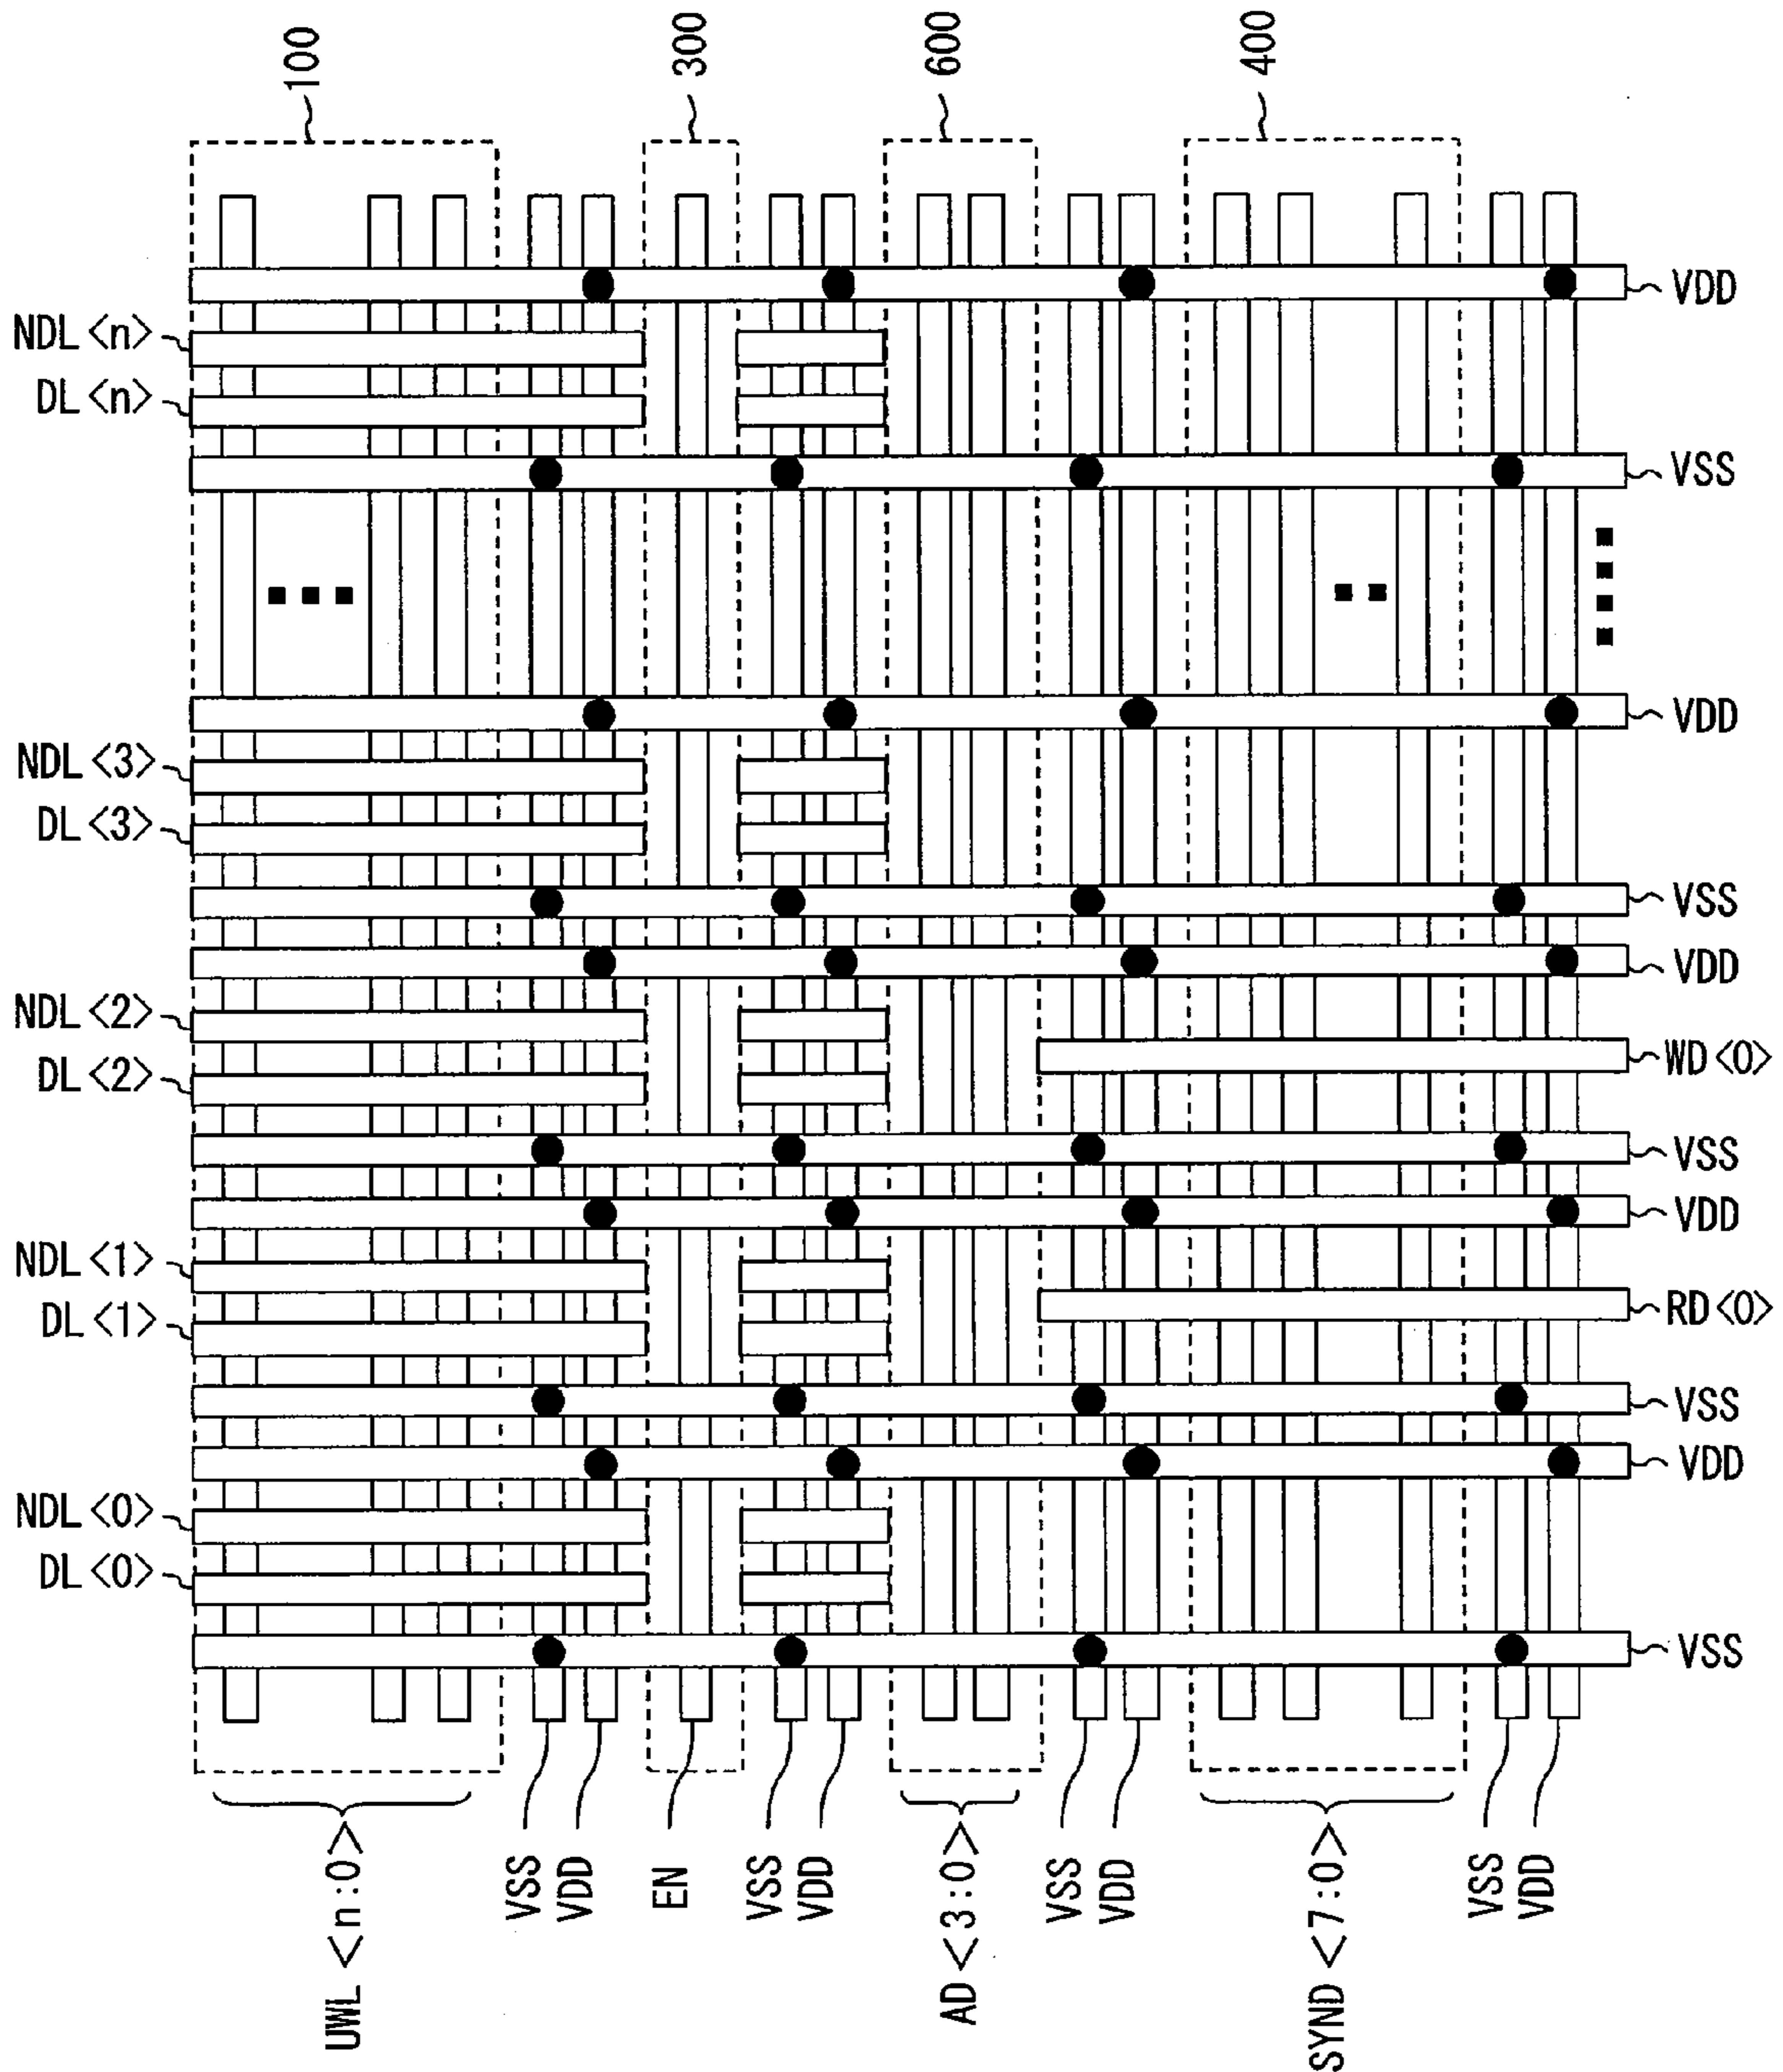 100
300
600
400
NDL<n>
DL<n>
NDL<3>
DL<3>
NDL<2>
DL<2>
NDL<1>
DL<1>
NDL<0>
DL<0>
VDD
VSS
VDD
VSS
VDD
WD<0>
VSS
VDD
RD<0>
VSS
VDD
VSS
UWL<n:0>
VSS
VDD
EN
VSS
VDD
AD<3:0>
VSS
VDD
SYND<7:0>
VSS
VDD